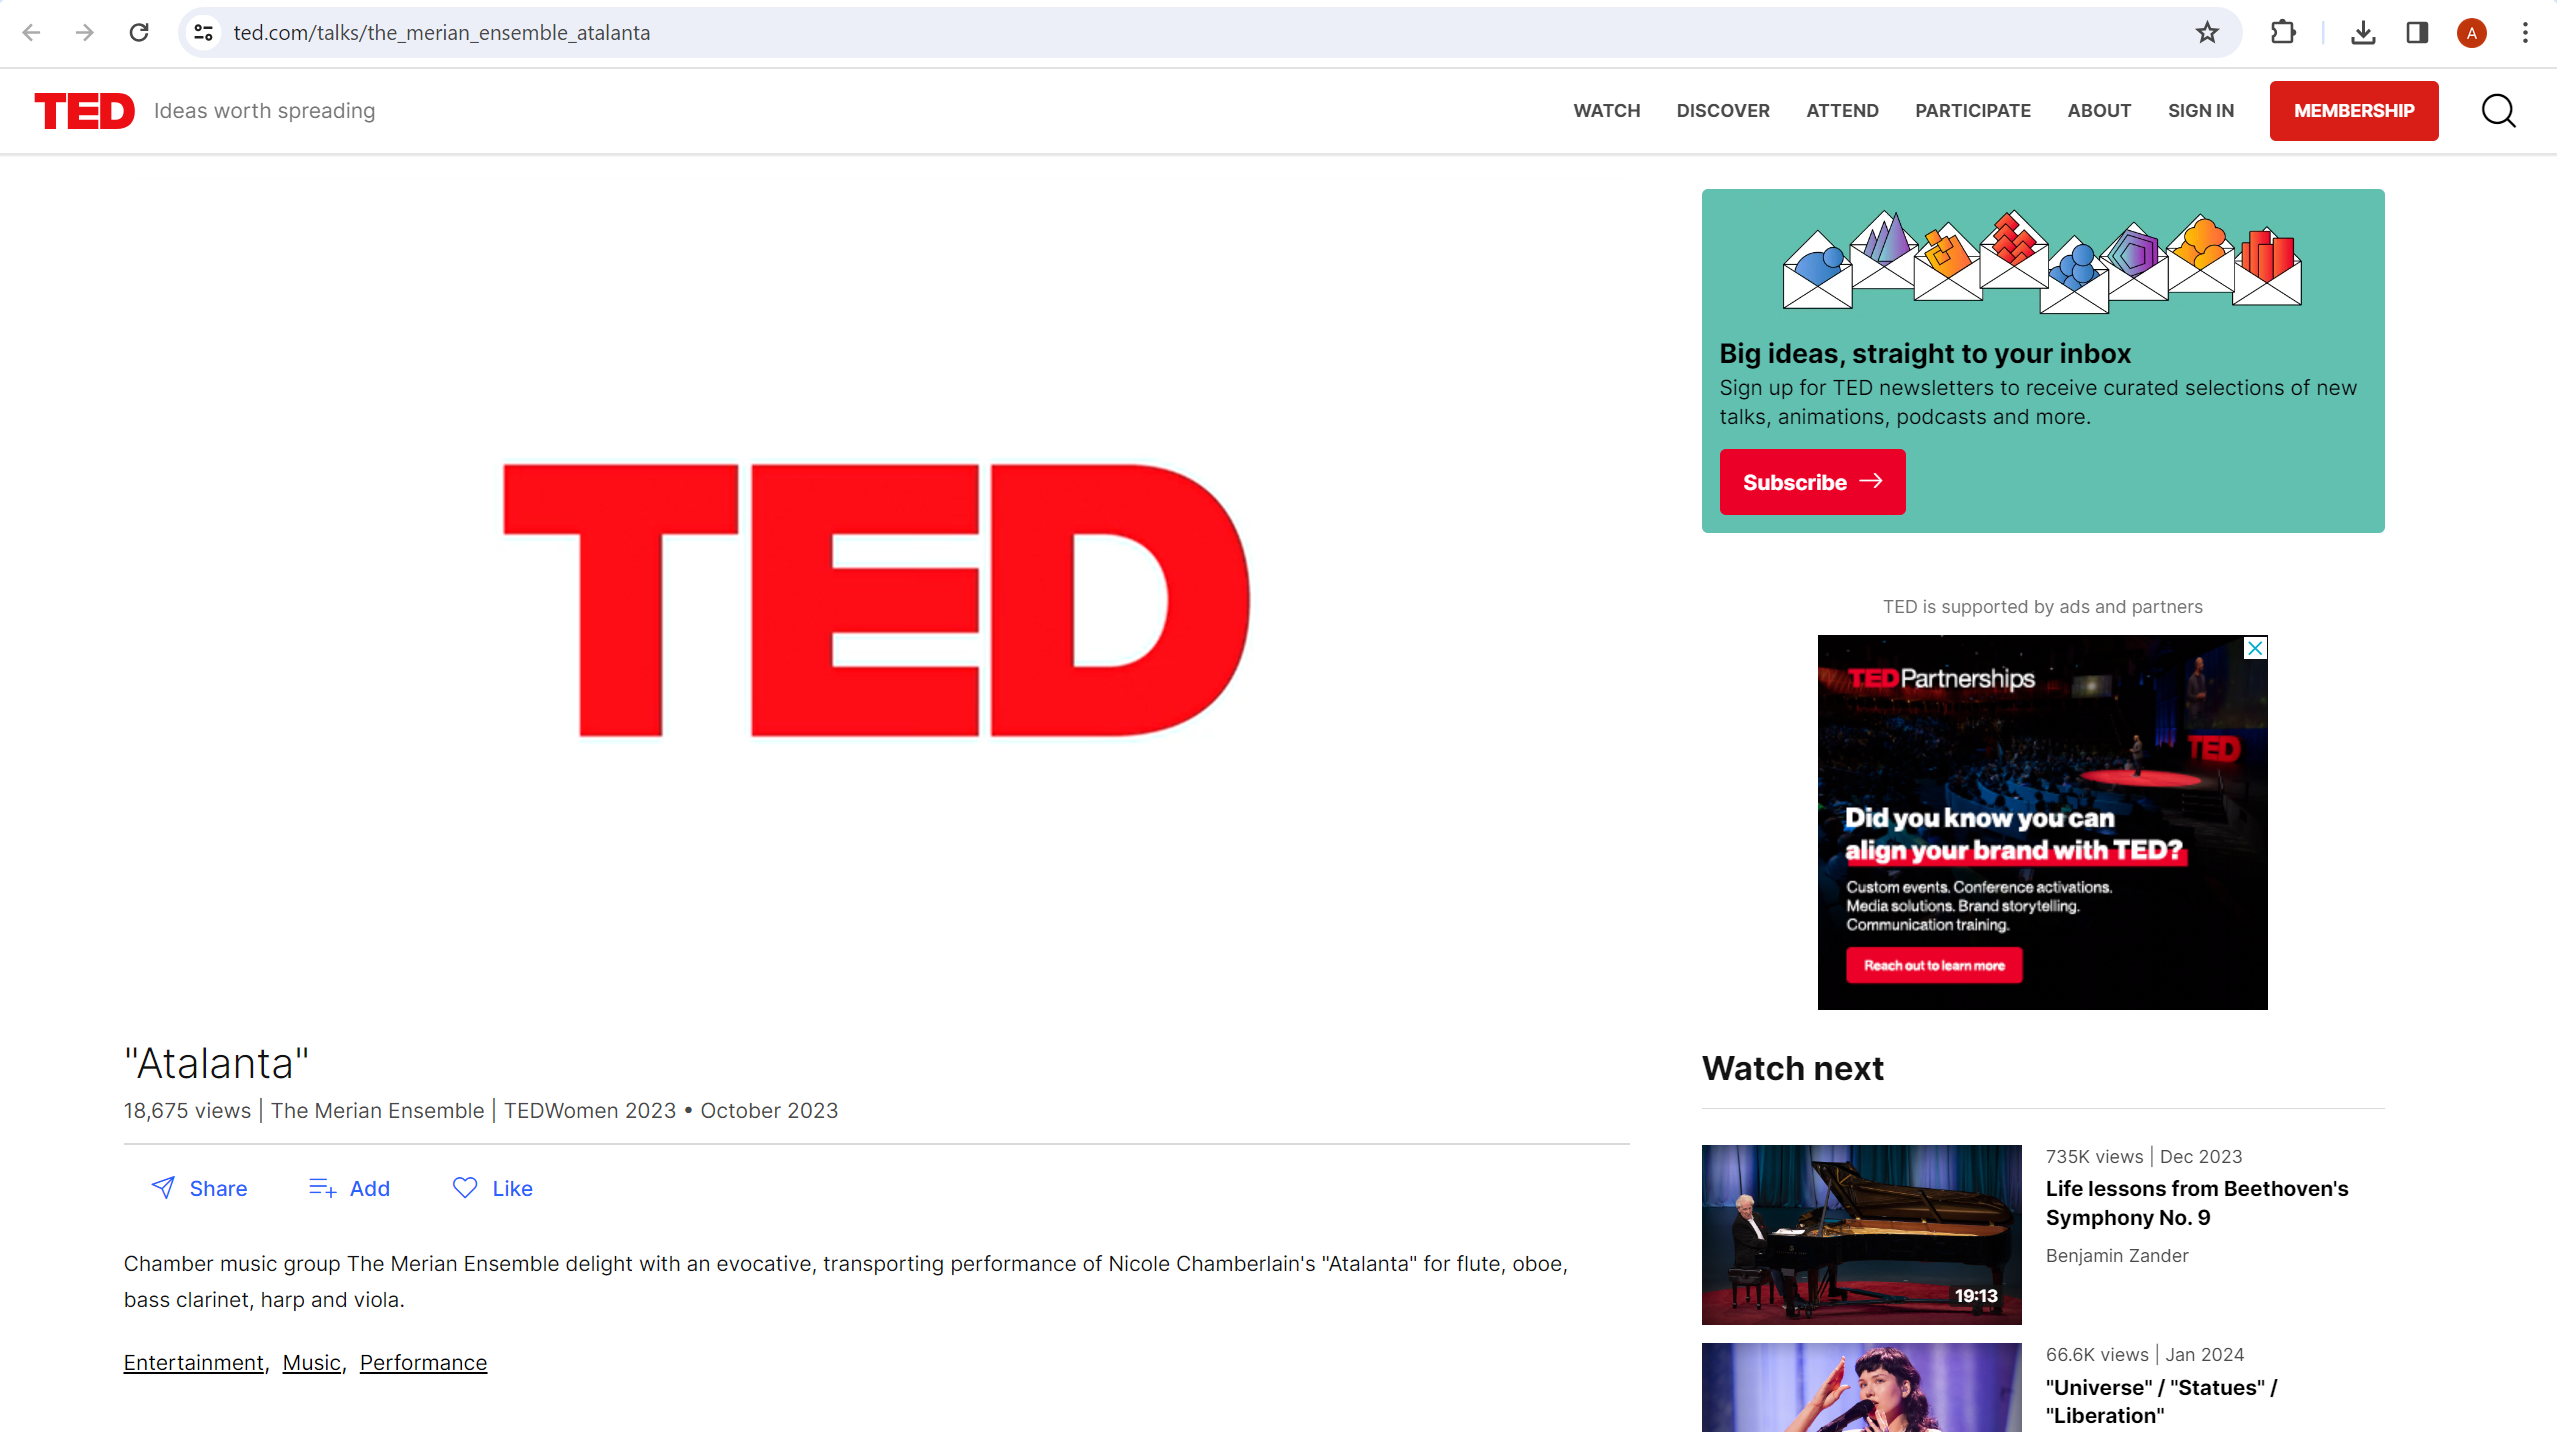 ted.com/talks/the_merian_ensemble_atalanta
A
TED Ideas worth spreading
WATCH DISCOVER ATTEND PARTICIPATE ABOUT SIGN IN MEMBERSHIP
TED
"Atalanta"
18,675 views | The Merian Ensemble | TEDWomen 2023 • October 2023
Share Add Like
Chamber music group The Merian Ensemble delight with an evocative, transporting performance of Nicole Chamberlain's "Atalanta" for flute, oboe,
bass clarinet, harp and viola.
Entertainment, Music, Performance
Big ideas, straight to your inbox
Sign up for TED newsletters to receive curated selections of new
talks, animations, podcasts and more.
Subscribe
TED is supported by ads and partners
TED Partnerships
TED
Did you know you can
align your brand with TED?
Custom events. Conference activations.
Media solutions. Brand storytelling.
Communication training.
Reach out to learn more
Watch next
735K views | Dec 2023
Life lessons from Beethoven's
Symphony No. 9
Benjamin Zander
19:13
66.6K views | Jan 2024
"Universe" / "Statues" /
"Liberation"